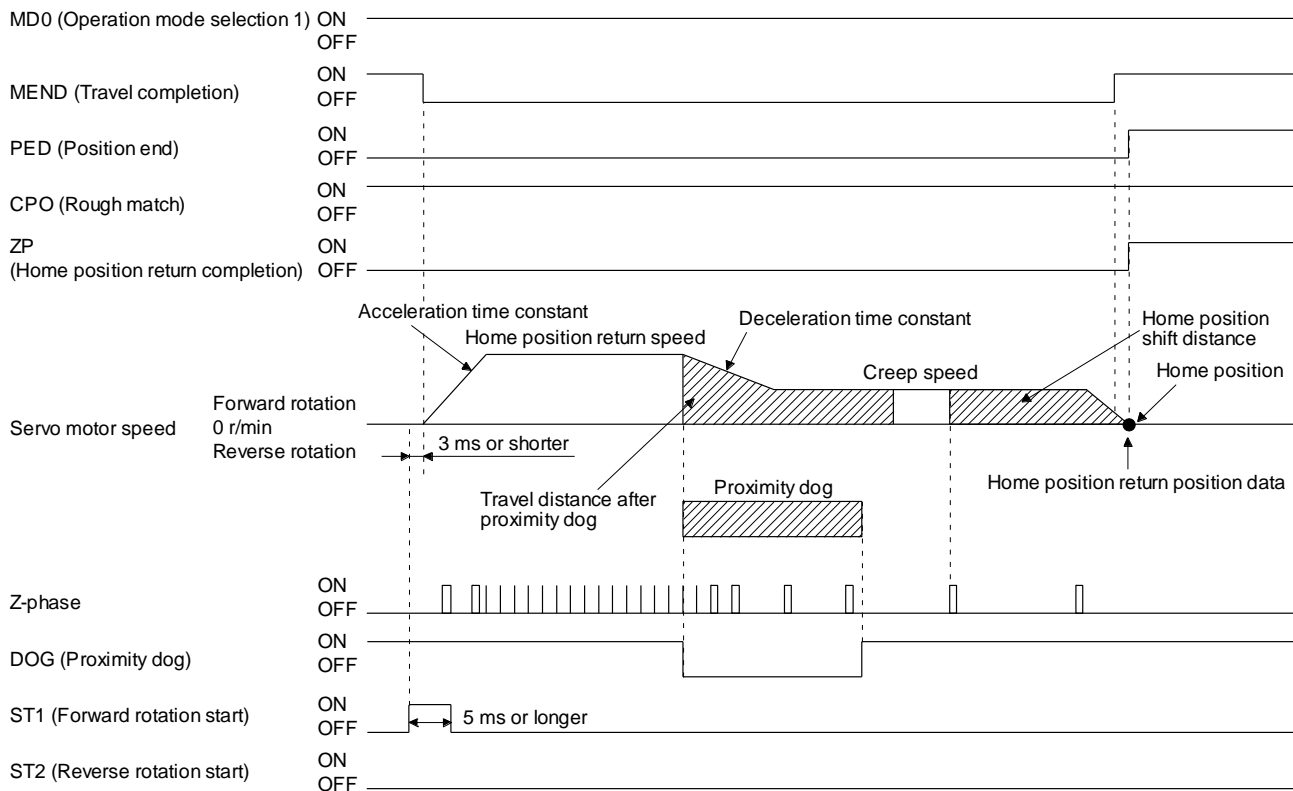 MD0 (Operation mode selection 1) ON
OFF
MEND (Travel completion) ON
OFF
PED (Position end) ON
OFF
CPO (Rough match) ON
OFF
ZP
(Home position return completion) ON
OFF
Acceleration time constant
Home position return speed
Deceleration time constant
Creep speed
Home position
shift distance
Home position
Servo motor speed
Forward rotation
0 r/min
Reverse rotation
3 ms or shorter
Travel distance after
proximity dog
Proximity dog
Home position return position data
Z-phase ON
OFF
DOG (Proximity dog) ON
OFF
ST1 (Forward rotation start) ON
OFF
5 ms or longer
ST2 (Reverse rotation start) ON
OFF